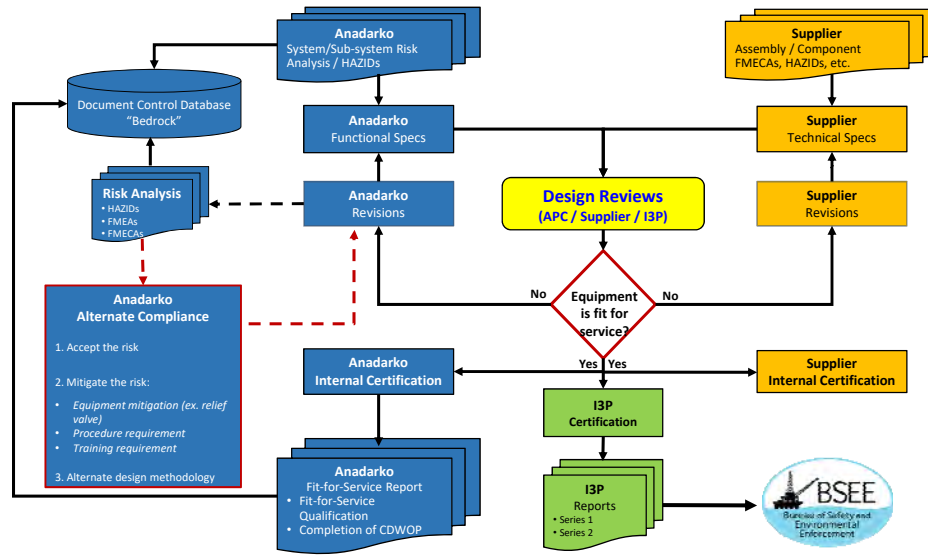 Anadarko
System/Sub-system Risk
Analysis / HAZIDs
Supplier
Assembly / Component
FMECAs, HAZIDs, etc.
Document Control Database
“Bedrock”
Anadarko
Functional Specs
Supplier
Technical Specs
Risk Analysis
• HAZIDs
• FMEAs
• FMECAs
Anadarko
Revisions
Design Reviews
(APC / Supplier / I3P)
Supplier
Revisions
Anadarko
Alternate Compliance
1. Accept the risk
2. Mitigate the risk:
• Equipment mitigation (ex. relief
valve)
• Procedure requirement
• Training requirement
3. Alternate design methodology
No
Equipment
is fit for
service?
No
Yes
Yes
Anadarko
Internal Certification
Supplier
Internal Certification
I3P
Certification
Anadarko
Fit-for-Service Report
• Fit-for-Service
Qualification
• Completion of CDWOP
I3P
Reports
• Series 1
• Series 2
BSEE
Bureau of Safety and
Environmental
Enforcement